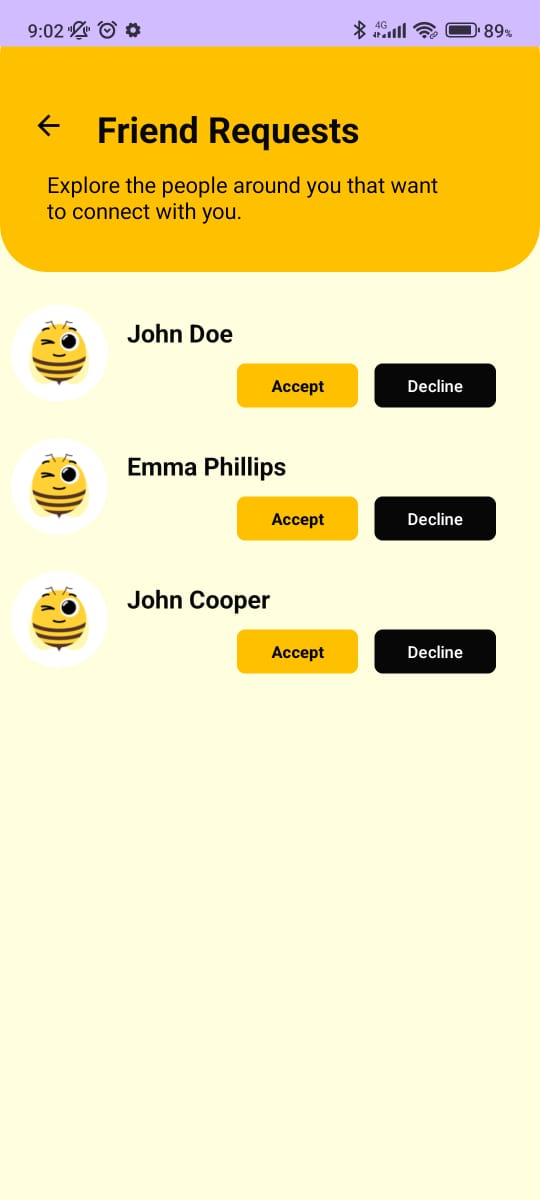 9:02 4G 89%
Friend Requests
Explore the people around you that want
to connect with you.
John Doe
Accept Decline
Emma Phillips
Accept Decline
John Cooper
Accept Decline